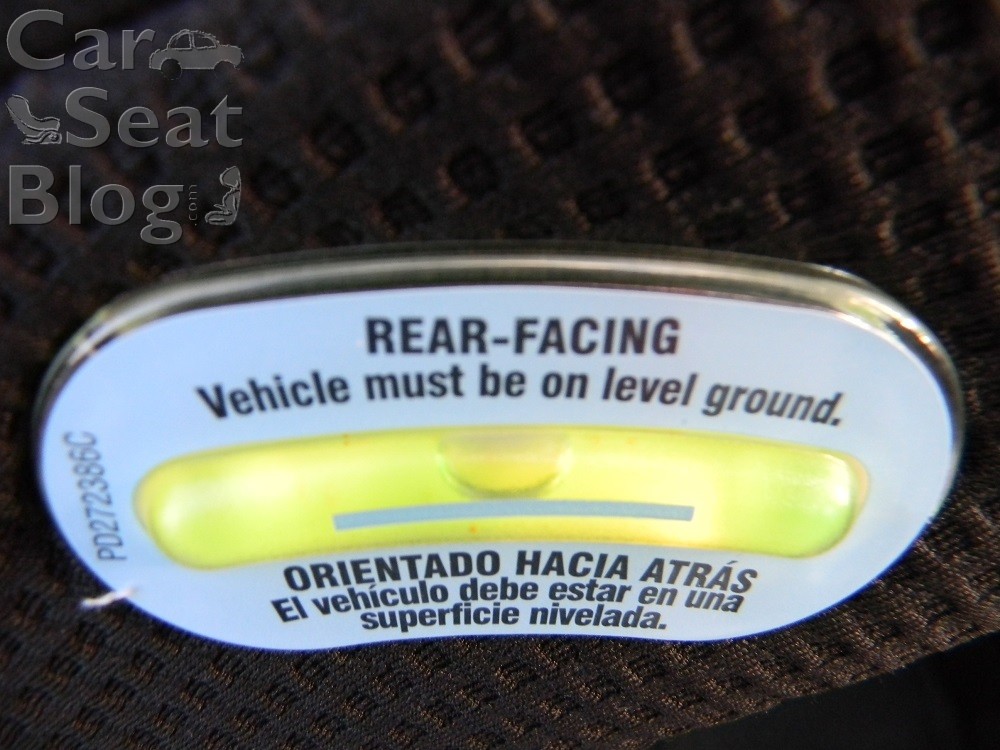 Car
Seat
Blog.com
REAR-FACING
Vehicle must be on level ground.
PD272386C
ORIENTADO HACIA ATRÁS
El vehículo debe estar en una
superficie nivelada.